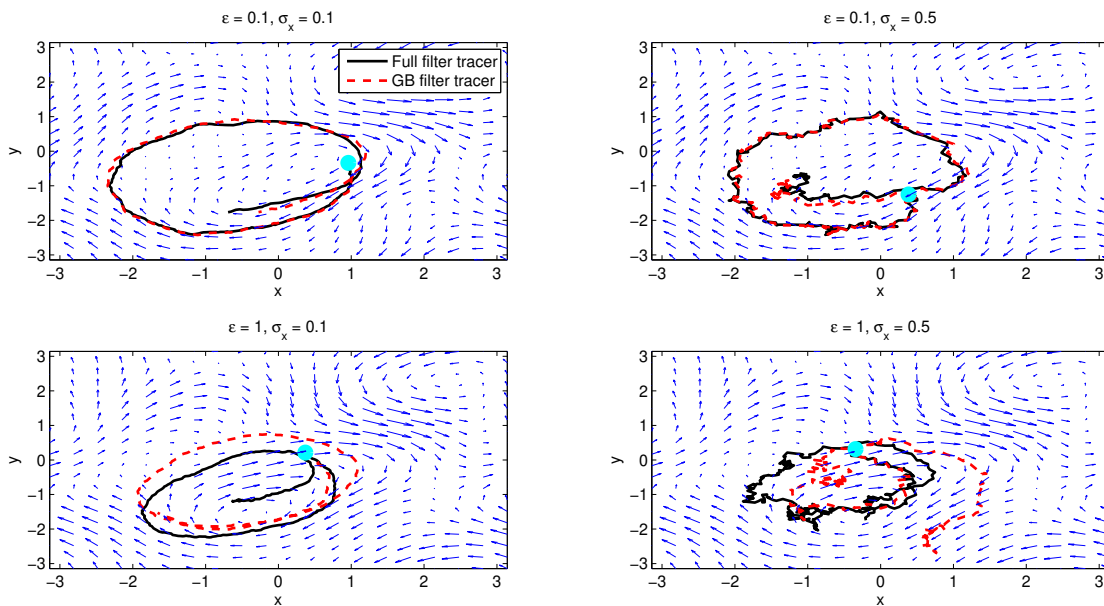 ε = 0.1, σx = 0.1
3
2
1
0
−1
−2
−3
y
−3 −2 −1 0 1 2 3
x
Full filter tracer
GB filter tracer
ε = 0.1, σx = 0.5
3
2
1
0
−1
−2
−3
y
−3 −2 −1 0 1 2 3
x
ε = 1, σx = 0.1
3
2
1
0
−1
−2
−3
y
−3 −2 −1 0 1 2 3
x
ε = 1, σx = 0.5
3
2
1
0
−1
−2
−3
y
−3 −2 −1 0 1 2 3
x